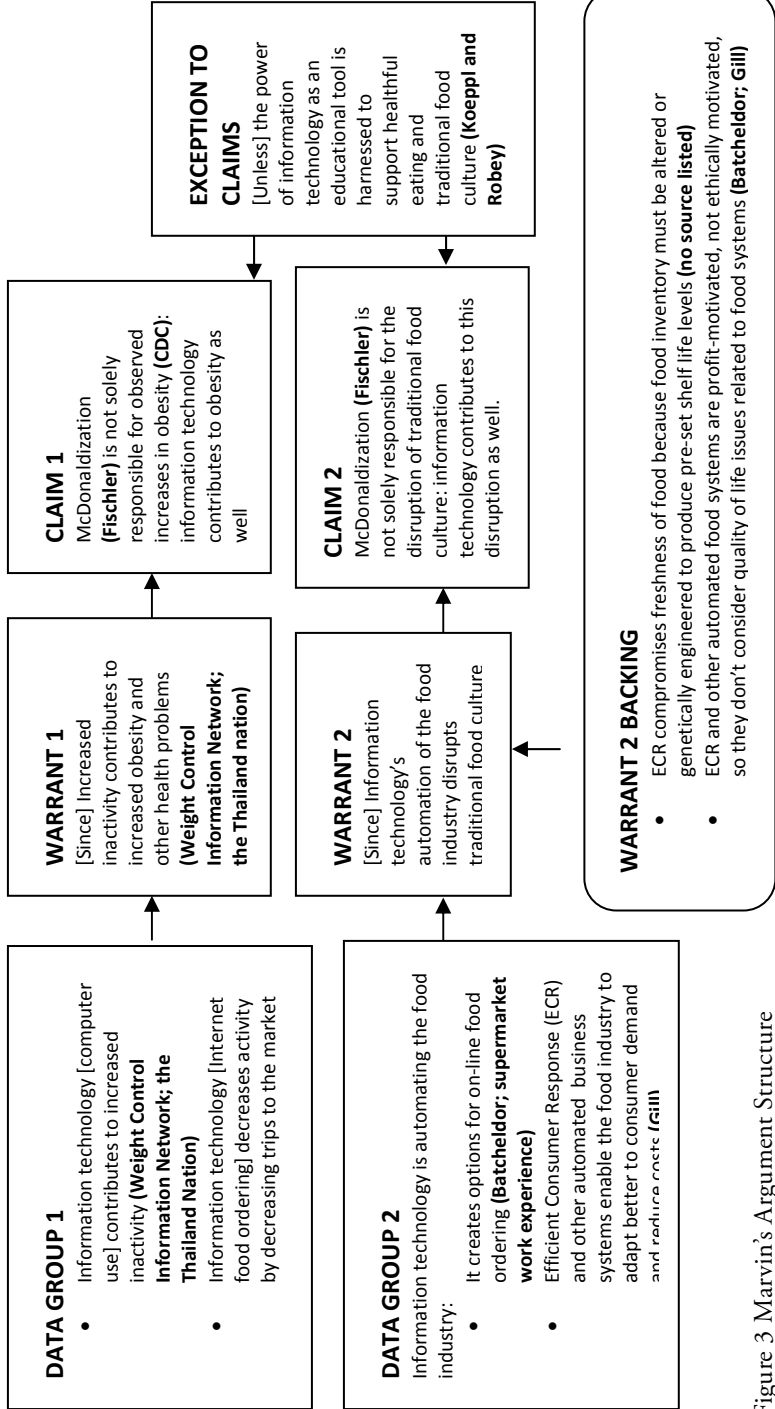 DATA GROUP 1
• Information technology [computer
use] contributes to increased
inactivity (Weight Control
Information Network; the
Thailand Nation)
• Information technology [Internet
food ordering] decreases activity
by decreasing trips to the market
WARRANT 1
[Since] Increased
inactivity contributes to
increased obesity and
other health problems
(Weight Control
Information Network;
the Thailand nation)
CLAIM 1
McDonaldization
(Fischler) is not solely
responsible for observed
increases in obesity (CDC):
information technology
contributes to obesity as
well
EXCEPTION TO
CLAIMS
[Unless] the power
of information
technology as an
educational tool is
harnessed to
support healthful
eating and
traditional food
culture (Koeppl and
Robey)
DATA GROUP 2
Information technology is automating the food
industry:
• It creates options for on-line food
ordering (Batcheldor; supermarket
work experience)
• Efficient Consumer Response (ECR)
and other automated business
systems enable the food industry to
adapt better to consumer demand
and reduce costs (Gill)
WARRANT 2
[Since] Information
technology's
automation of the food
industry disrupts
traditional food culture
CLAIM 2
McDonaldization (Fischler) is
not solely responsible for the
disruption of traditional food
culture: information
technology contributes to this
disruption as well.
WARRANT 2 BACKING
• ECR compromises freshness of food because food inventory must be altered or
genetically engineered to produce pre-set shelf life levels (no source listed)
• ECR and other automated food systems are profit-motivated, not ethically motivated,
so they don't consider quality of life issues related to food systems (Batcheldor; Gill)
Figure 3 Marvin's Argument Structure